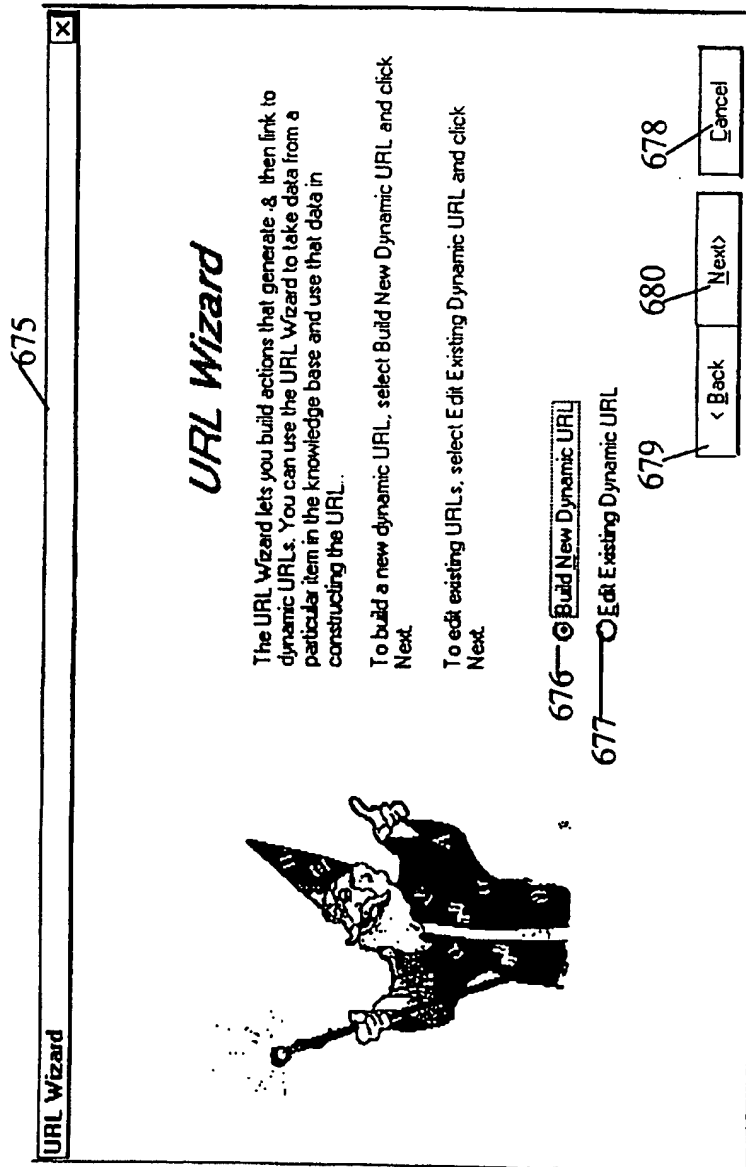 675
URL Wizard
URL Wizard
The URL Wizard lets you build actions that generate & then link to
dynamic URLs. You can use the URL Wizard to take data from a
particular item in the knowledge base and use that data in
constructing the URL.
To build a new dynamic URL, select Build New Dynamic URL and click
Next.
To edit existing URLs, select Edit Existing Dynamic URL and click
Next.
676 Build New Dynamic URL
677 Edit Existing Dynamic URL
679 680 678
< Back Next> Cancel